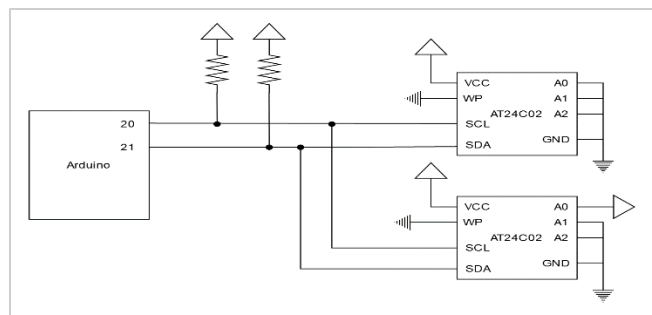 20
21
Arduino
VCC A0
WP A1
AT24C02 A2
SCL
SDA GND
VCC A0
WP A1
AT24C02 A2
SCL
SDA GND